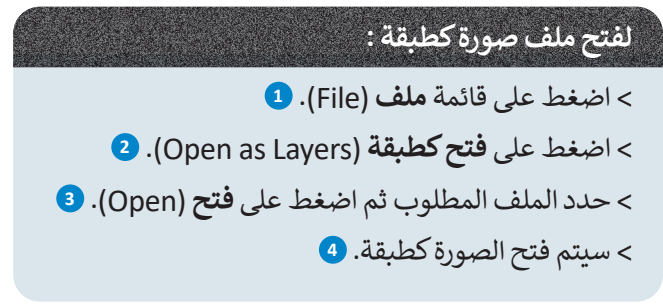 لفتح ملف صورة كطبقة :
> اضغط على قائمة ملف (File). 1
> اضغط على فتح كطبقة (Open as Layers). 2
> حدد الملف المطلوب ثم اضغط على فتح (Open). 3
> سيتم فتح الصورة كطبقة. 4